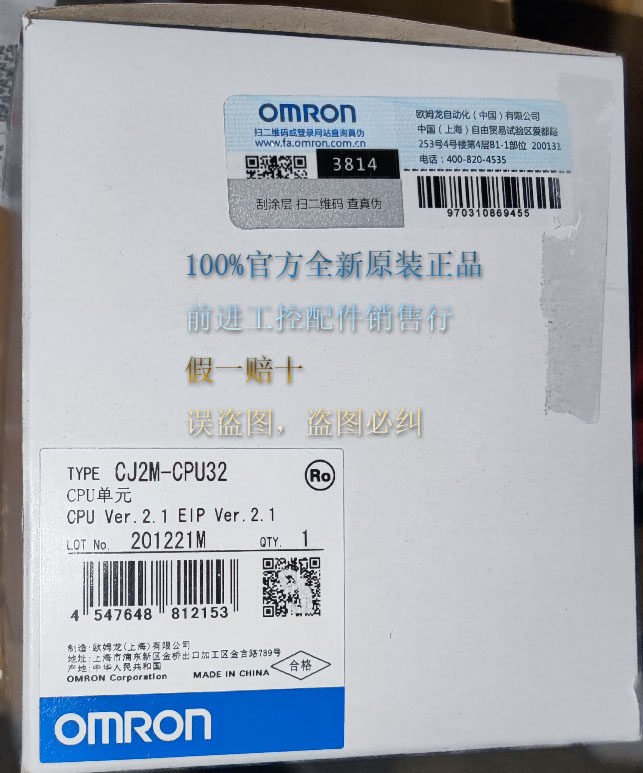 OMRON
扫二维码或登录网站查询真伪
www.fa.omron.com.cn
3814
刮涂层 扫二维码 查真伪
欧姆龙自动化（中国）有限公司
中国（上海）自由贸易试验区爱都路
253号4号楼第4层B1-1部位 200131
电话：400-820-4535
970310869455
100%官方全新原装正品
前进工控配件销售行
假一赔十
误盗图，盗图必纠
TYPE CJ2M-CPU32
Ro
CPU单元
CPU Ver.2.1 EIP Ver.2.1
LOT No. 201221M QTY. 1
4 547648 812153
制造:欧姆龙(上海)有限公司
地址:上海市浦东新区金桥出口加工区金吉路789号
产地:中华人民共和国
OMRON Corporation MADE IN CHINA
合格
OMRON